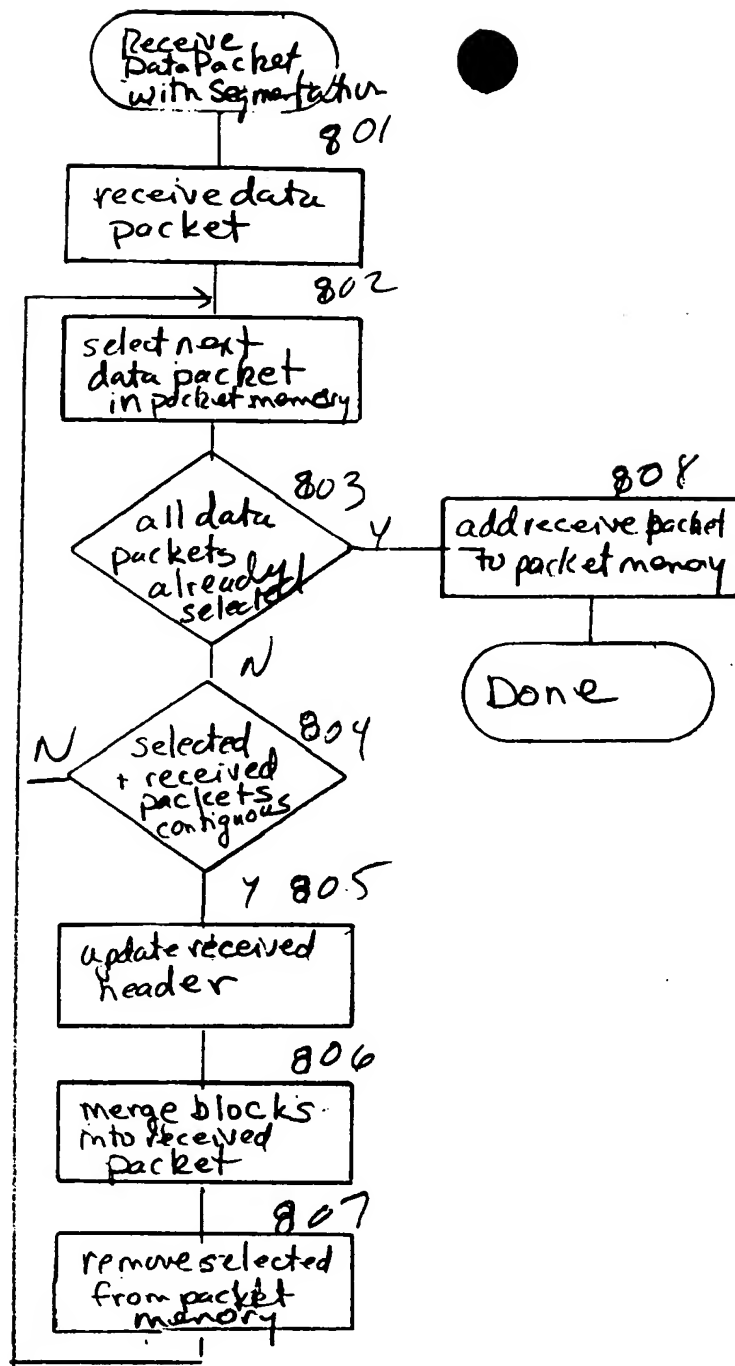 Receive
Data Packet
with Segmentation
801
receive data
packet
802
select next
data packet
in packet memory
803
all data
packets
already
selected
Y
808
add receive packet
to packet memory
Done
N
804
N
selected
+ received
packets
contiguous
Y 805
update received
header
806
merge blocks
into received
packet
807
remove selected
from packet
memory